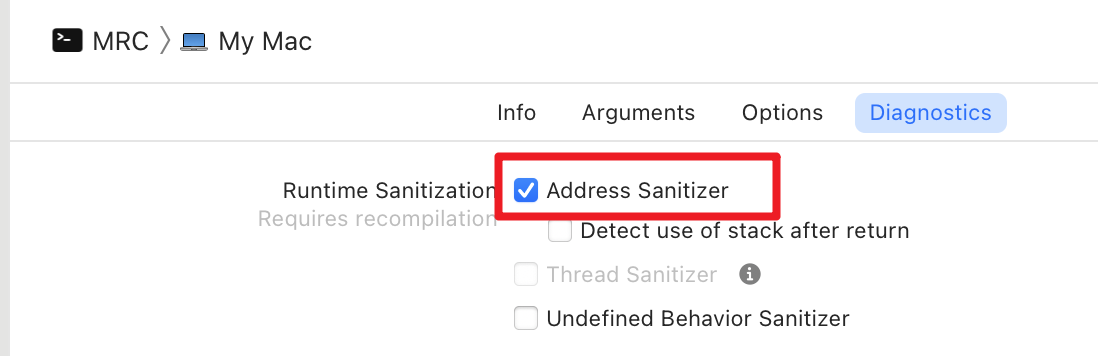 MRC My Mac
Info Arguments Options Diagnostics
Runtime Sanitization Address Sanitizer
Requires recompilation
Detect use of stack after return
Thread Sanitizer
Undefined Behavior Sanitizer